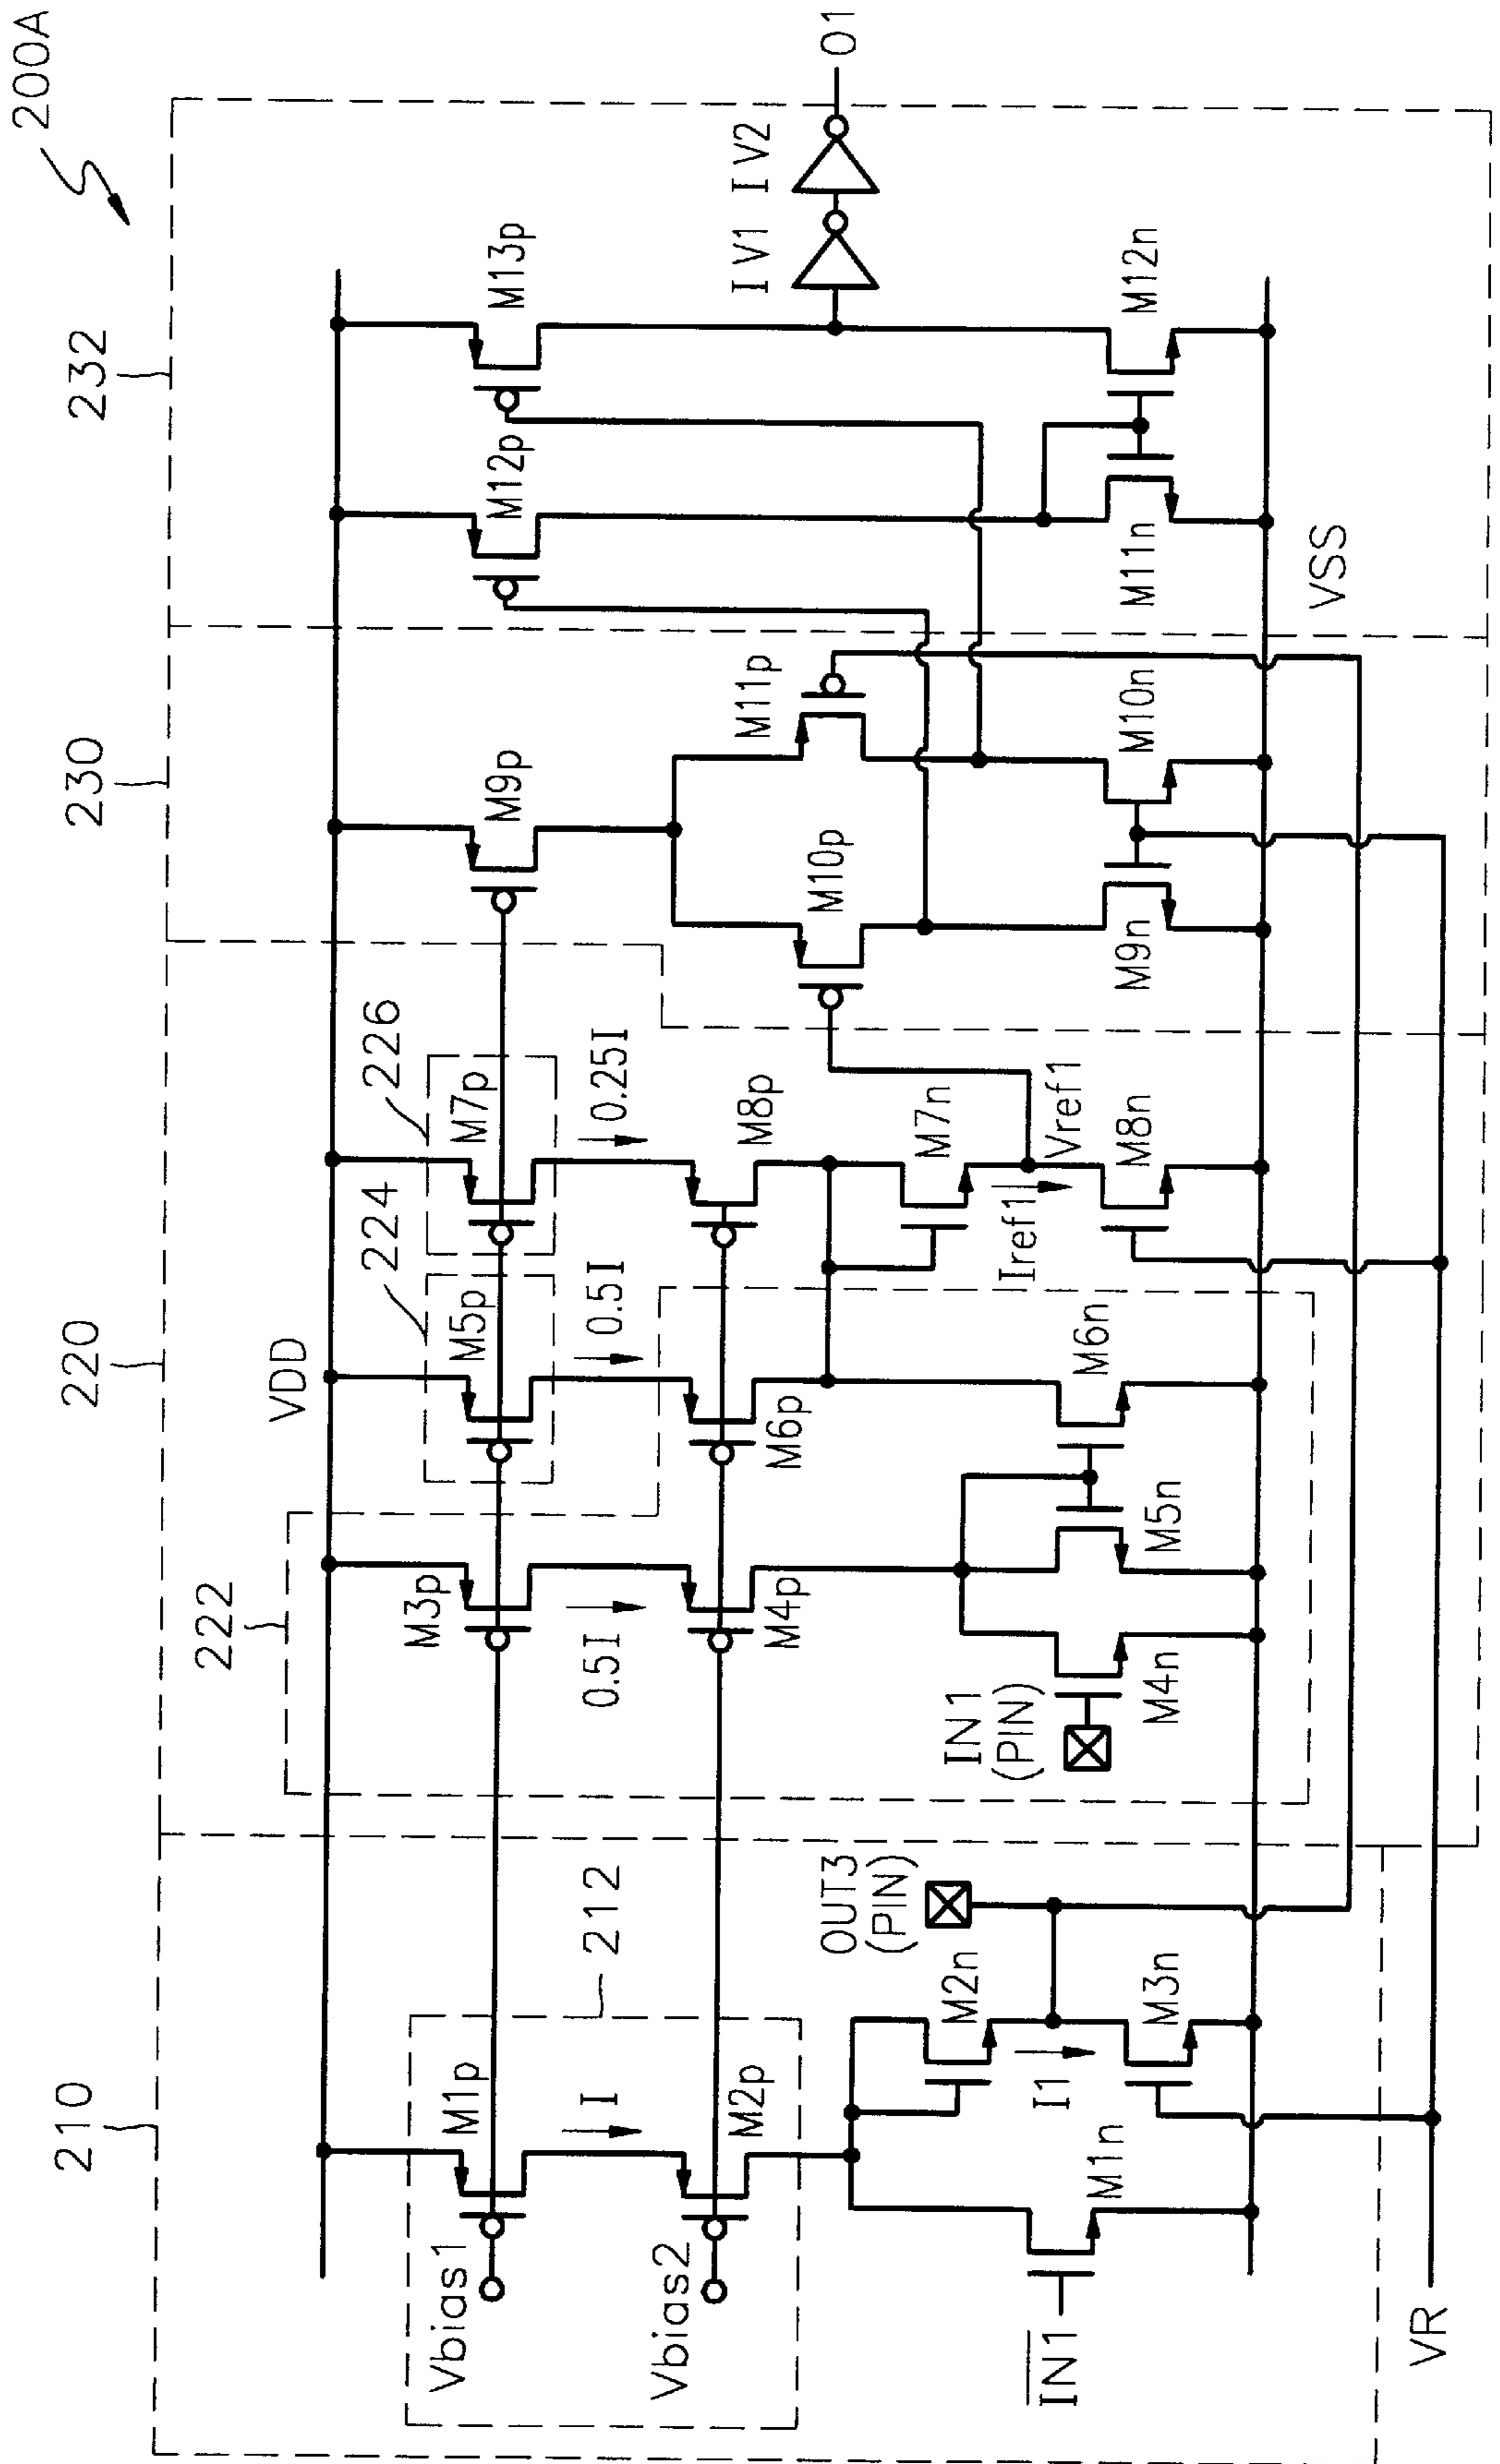 200A
210
220
230
232
VDD
212
222
224
226
Vbias1
M1p
I
Vbias2
M2p
IN1
M1n
M2n
I1
M3n
OUT3
(PIN)
VR
M3p
0.5I
M4p
IN1
(PIN)
M4n
M5n
M5p
0.5I
M6p
M6n
M7p
0.25I
M8p
M7n
Iref1
Vref1
M8n
M9p
M10p
M11p
M9n
M10n
M12p
M13p
M11n
M12n
VSS
IV1
IV2
O1